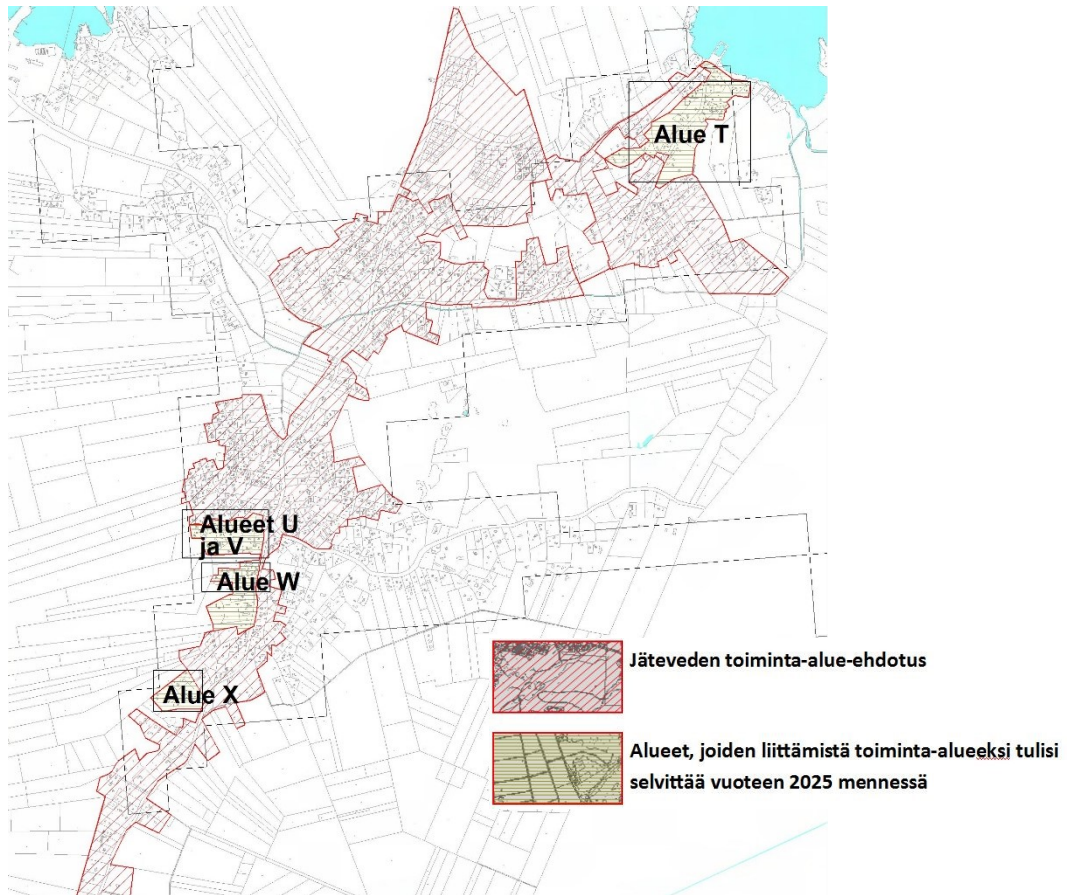 Alue T
Alueet U
ja V
Alue W
Alue X
Jäteveden toiminta-alue-ehdotus
Alueet, joiden liittämistä toiminta-alueeksi tulisi
selvittää vuoteen 2025 mennessä